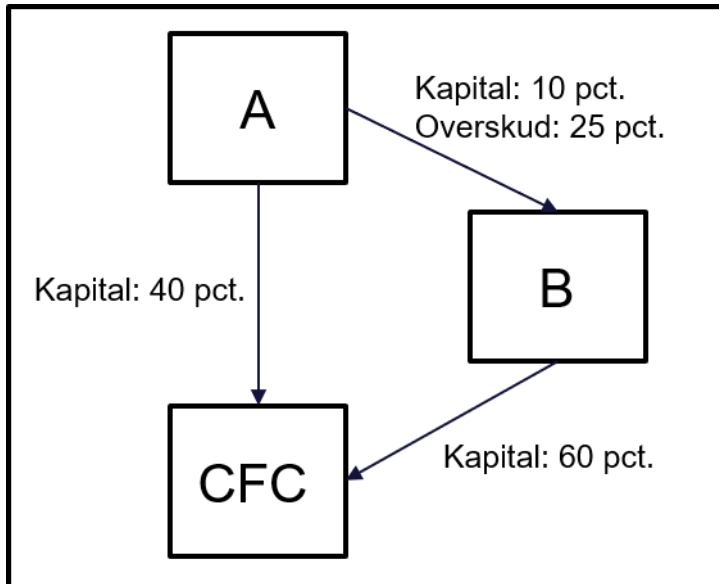 A
Kapital: 10 pct.
Overskud: 25 pct.
Kapital: 40 pct.
B
Kapital: 60 pct.
CFC